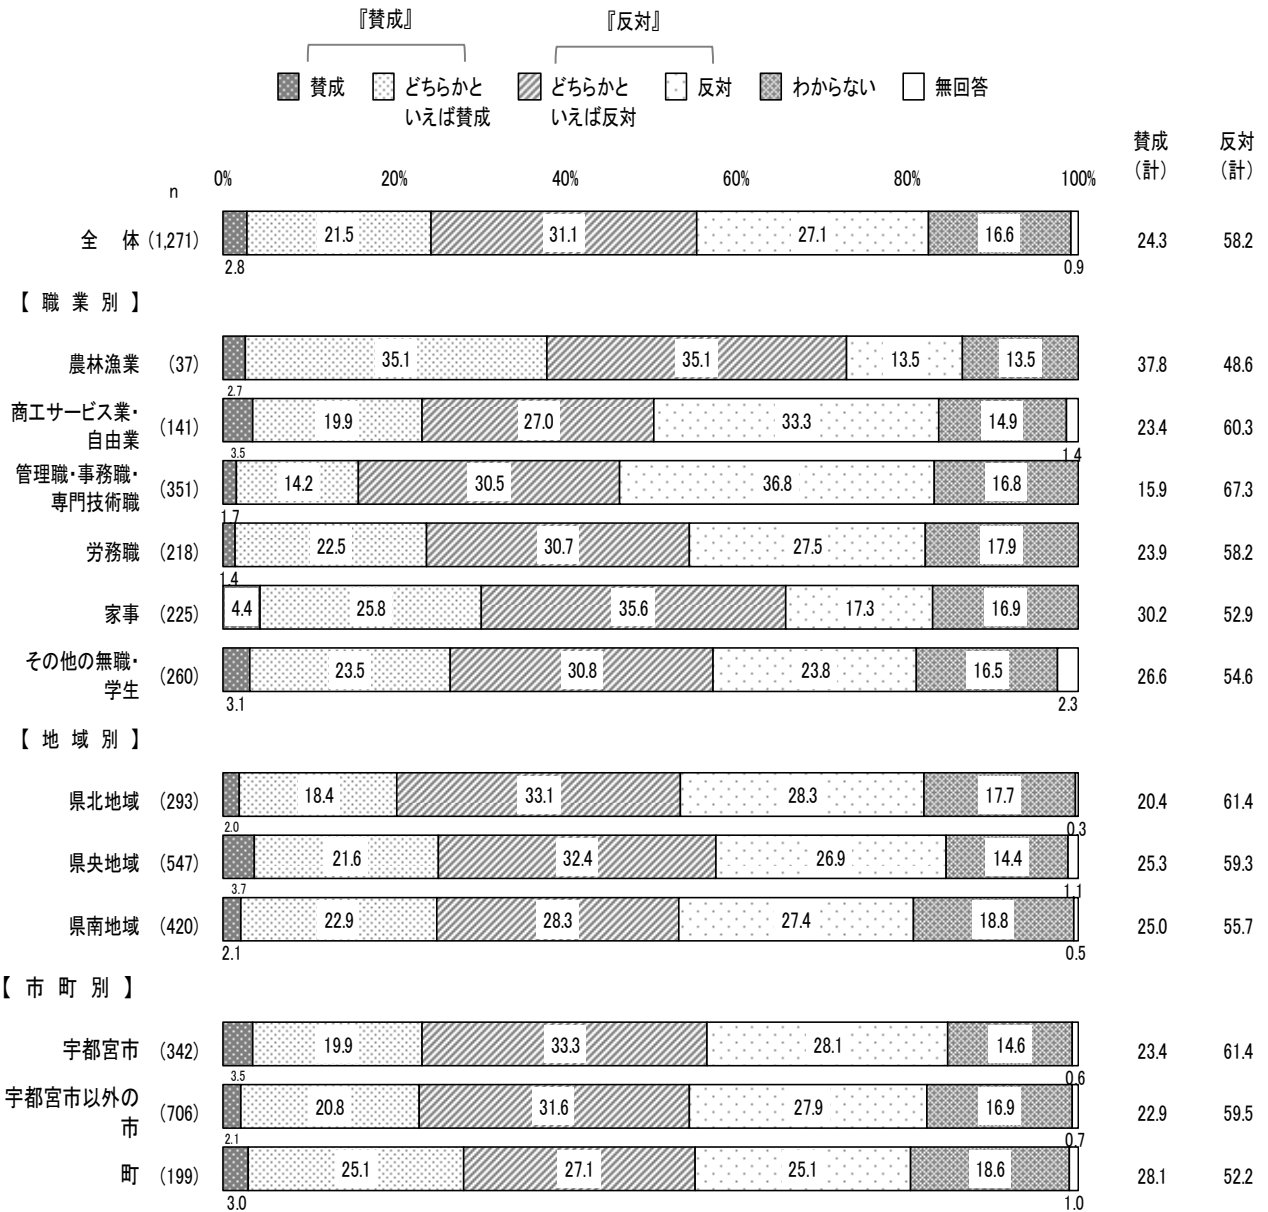 『賛成』 『反対』
賛成 どちらかと どちらかと 反対 わからない 無回答
いえば賛成 いえば反対
賛成 反対
(計) (計)
0% 20% 40% 60% 80% 100%
n
全 体 (1,271) 21.5 31.1 27.1 16.6 24.3 58.2
2.8 0.9
【 職 業 別 】
農林漁業 (37) 35.1 35.1 13.5 13.5 37.8 48.6
2.7
商工サービス業・
自由業 (141) 19.9 27.0 33.3 14.9 23.4 60.3
3.5 1.4
管理職・事務職・
専門技術職 (351) 14.2 30.5 36.8 16.8 15.9 67.3
1.7
労務職 (218) 22.5 30.7 27.5 17.9 23.9 58.2
1.4
家事 (225) 4.4 25.8 35.6 17.3 16.9 30.2 52.9
その他の無職・
学生 (260) 23.5 30.8 23.8 16.5 26.6 54.6
3.1 2.3
【 地 域 別 】
県北地域 (293) 18.4 33.1 28.3 17.7 20.4 61.4
2.0 0.3
県央地域 (547) 21.6 32.4 26.9 14.4 25.3 59.3
3.7 1.1
県南地域 (420) 22.9 28.3 27.4 18.8 25.0 55.7
2.1 0.5
【 市 町 別 】
宇都宮市 (342) 19.9 33.3 28.1 14.6 23.4 61.4
3.5 0.6
宇都宮市以外の
市 (706) 20.8 31.6 27.9 16.9 22.9 59.5
2.1 0.7
町 (199) 25.1 27.1 25.1 18.6 28.1 52.2
3.0 1.0